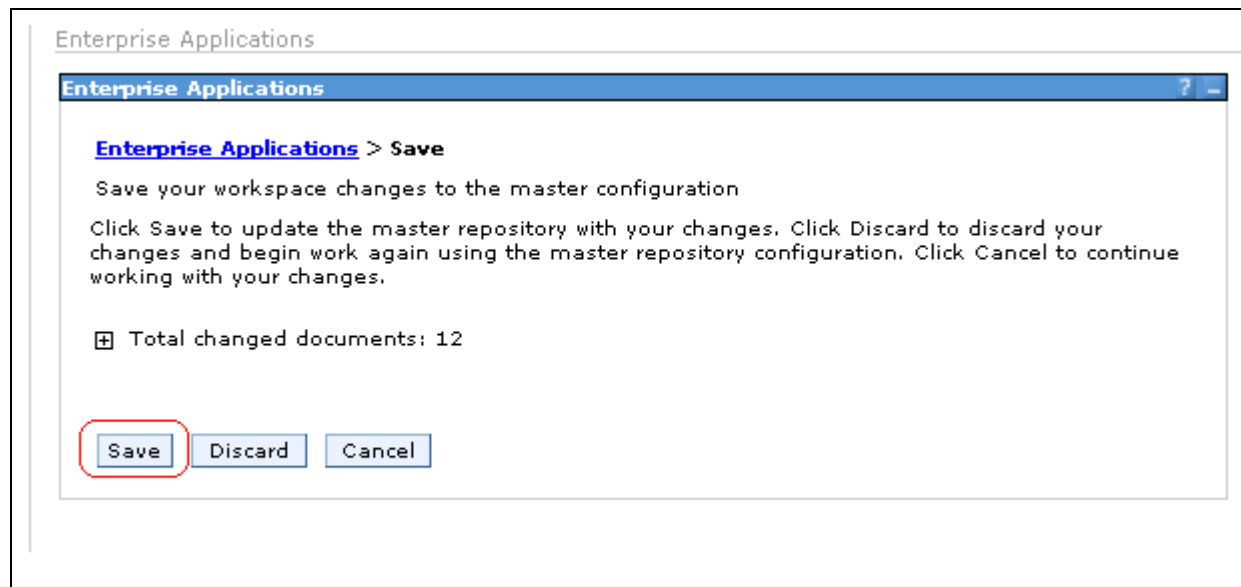 Enterprise Applications
Enterprise Applications ? –
Enterprise Applications > Save
Save your workspace changes to the master configuration
Click Save to update the master repository with your changes. Click Discard to discard your
changes and begin work again using the master repository configuration. Click Cancel to continue
working with your changes.
+ Total changed documents: 12
Save Discard Cancel